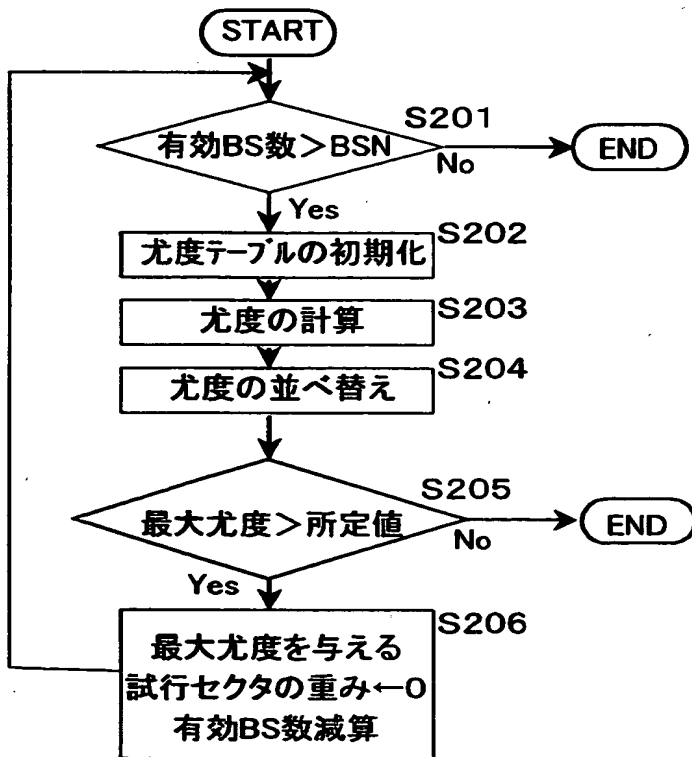 START
S201
有効BS数>BSN
No
END
Yes
S202
尤度テーブルの初期化
S203
尤度の計算
S204
尤度の並べ替え
S205
最大尤度>所定値
No
END
Yes
S206
最大尤度を与える
試行セクタの重み←0
有効BS数減算